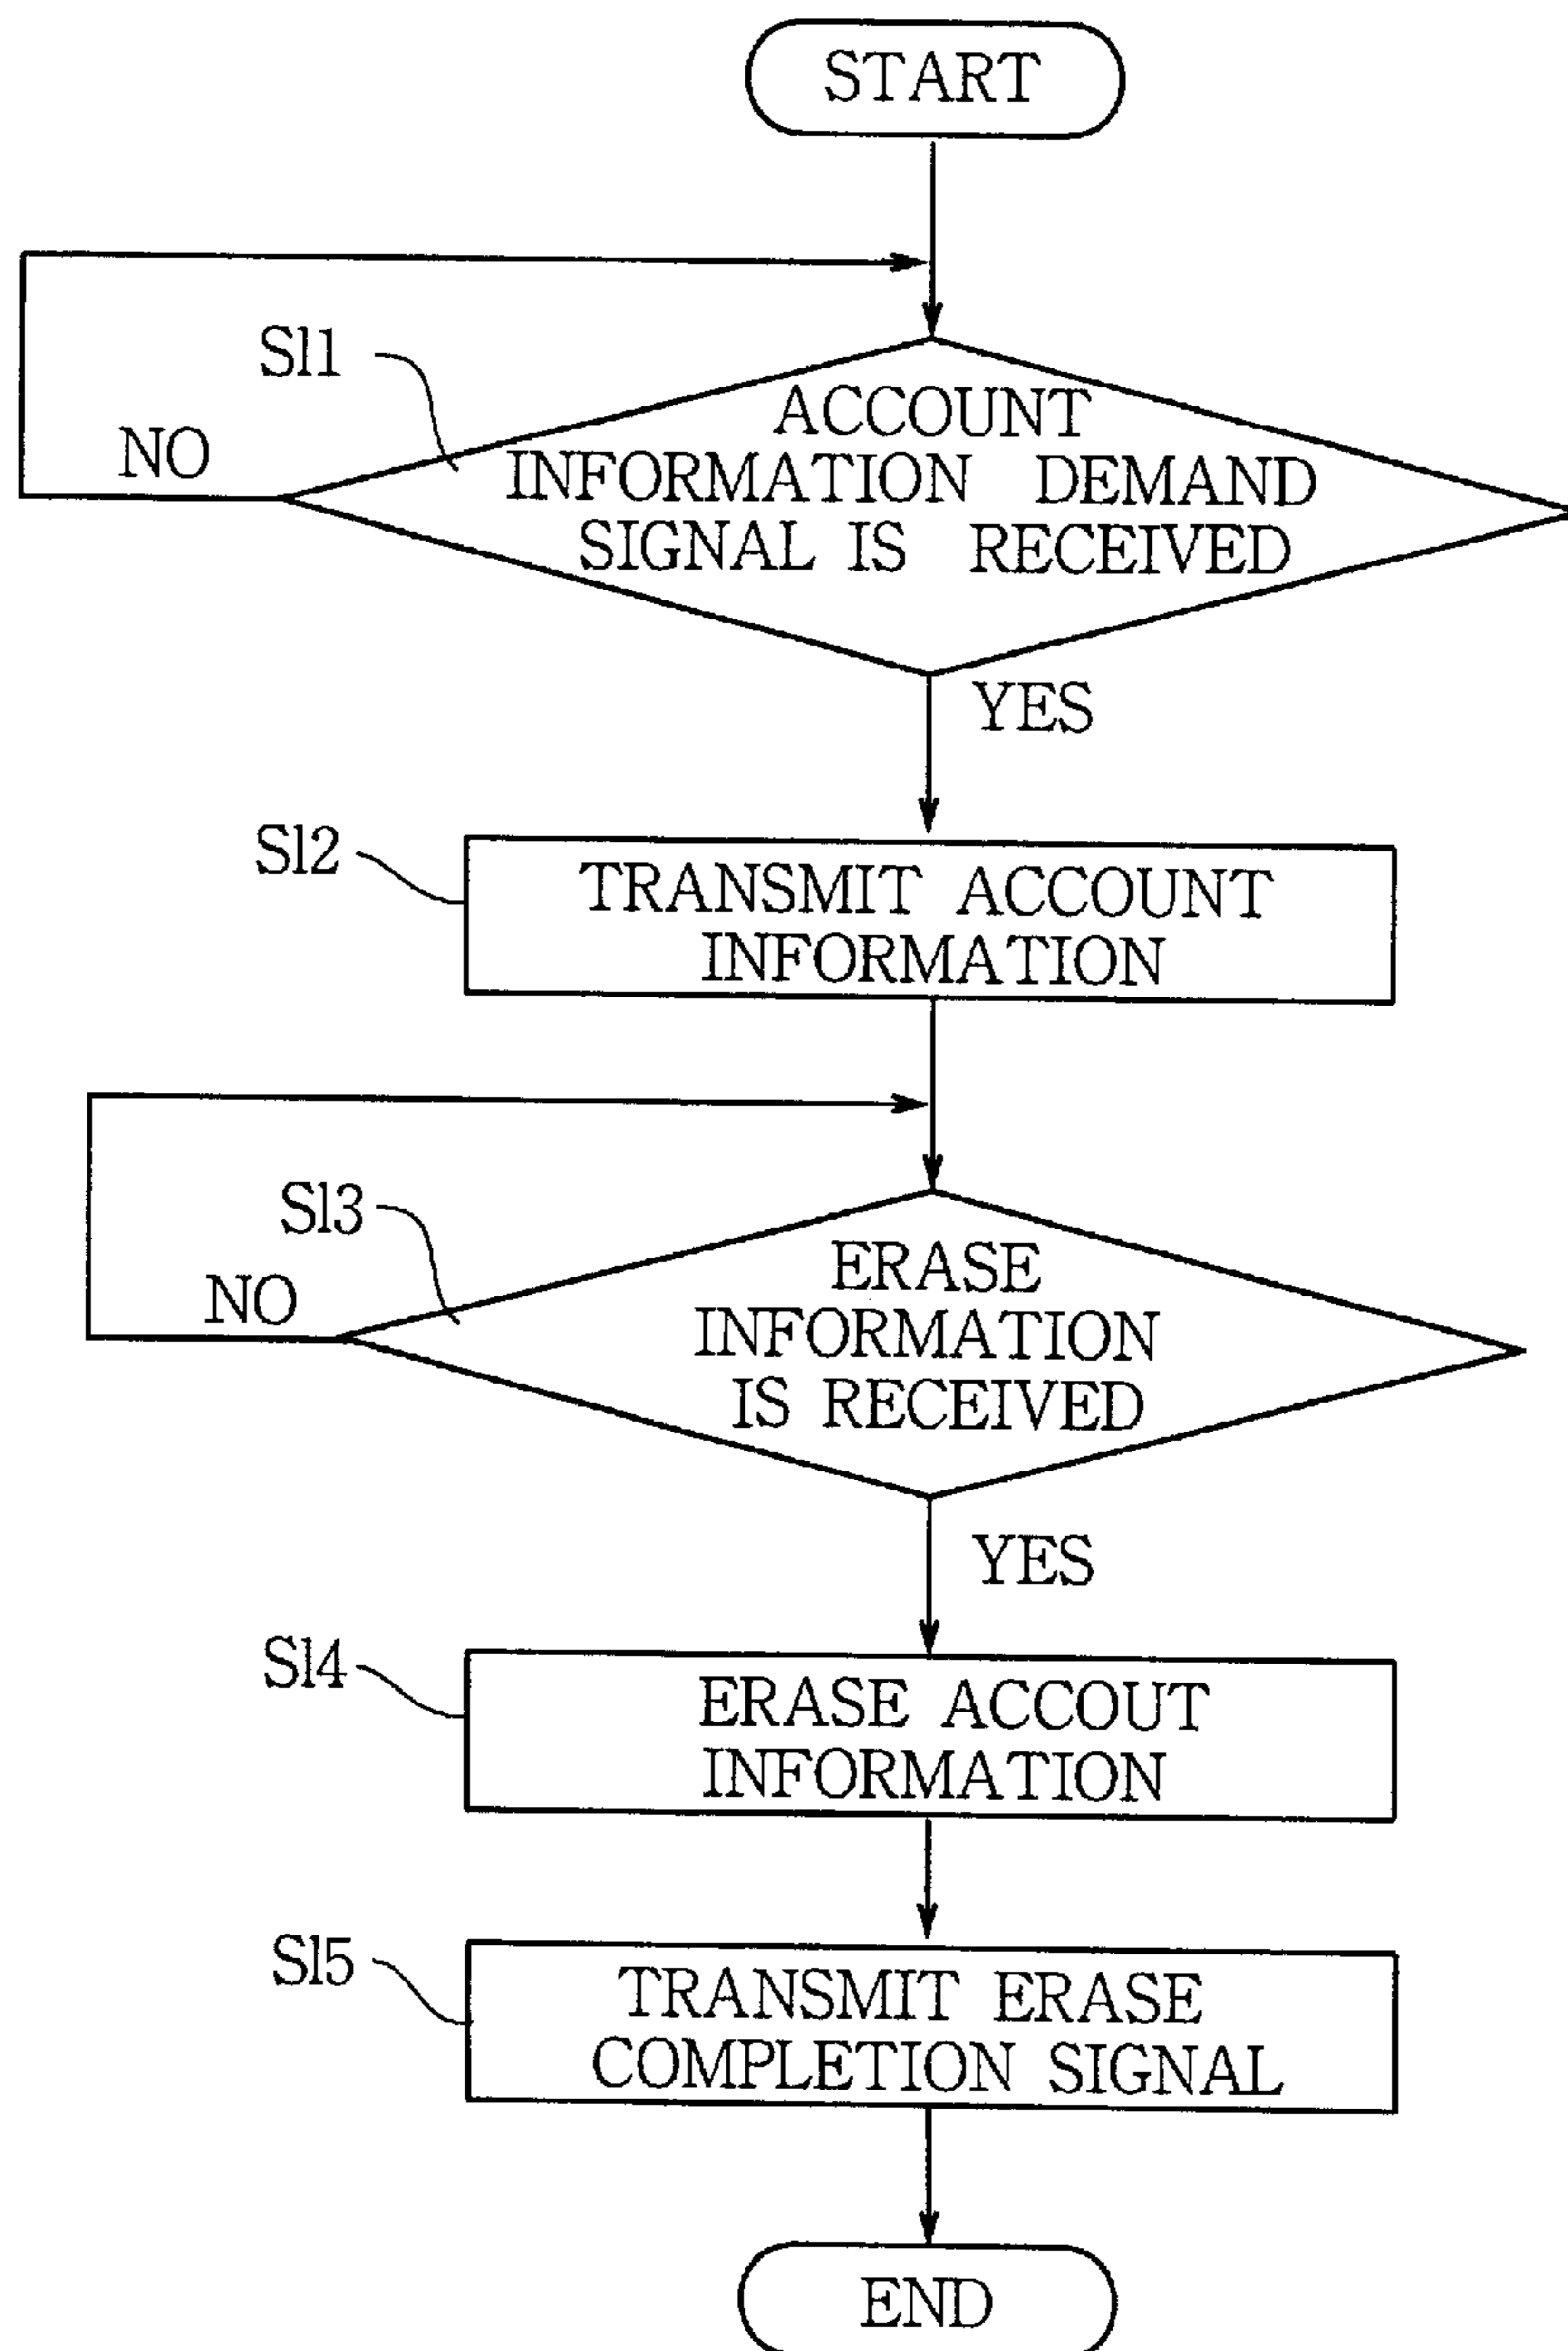 START
S11
NO
ACCOUNT
INFORMATION DEMAND
SIGNAL IS RECEIVED
YES
S12
TRANSMIT ACCOUNT
INFORMATION
S13
NO
ERASE
INFORMATION
IS RECEIVED
YES
S14
ERASE ACCOUT
INFORMATION
S15
TRANSMIT ERASE
COMPLETION SIGNAL
END